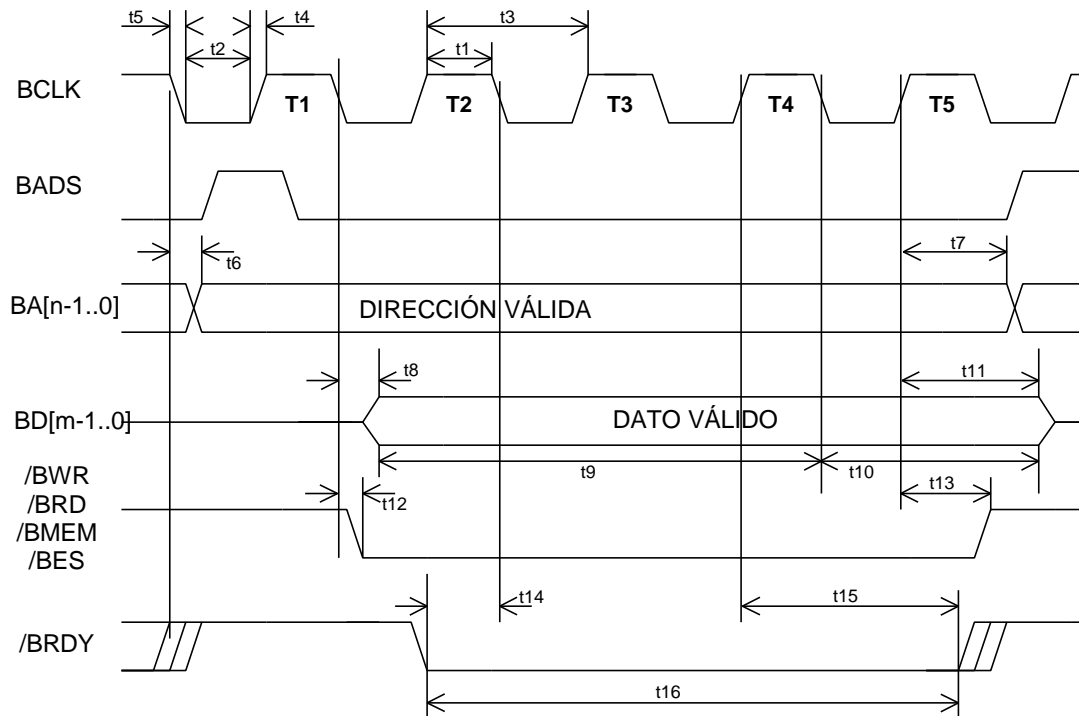 t5 t4 t3
t2 t1
BCLK T1 T2 T3 T4 T5
BADS
t6 t7
BA[n-1..0] DIRECCIÓN VÁLIDA
t8 t11
BD[m-1..0] DATO VÁLIDO
t9 t10
/BWR
/BRD t12 t13
/BMEM
/BES
t14 t15
/BRDY
t16